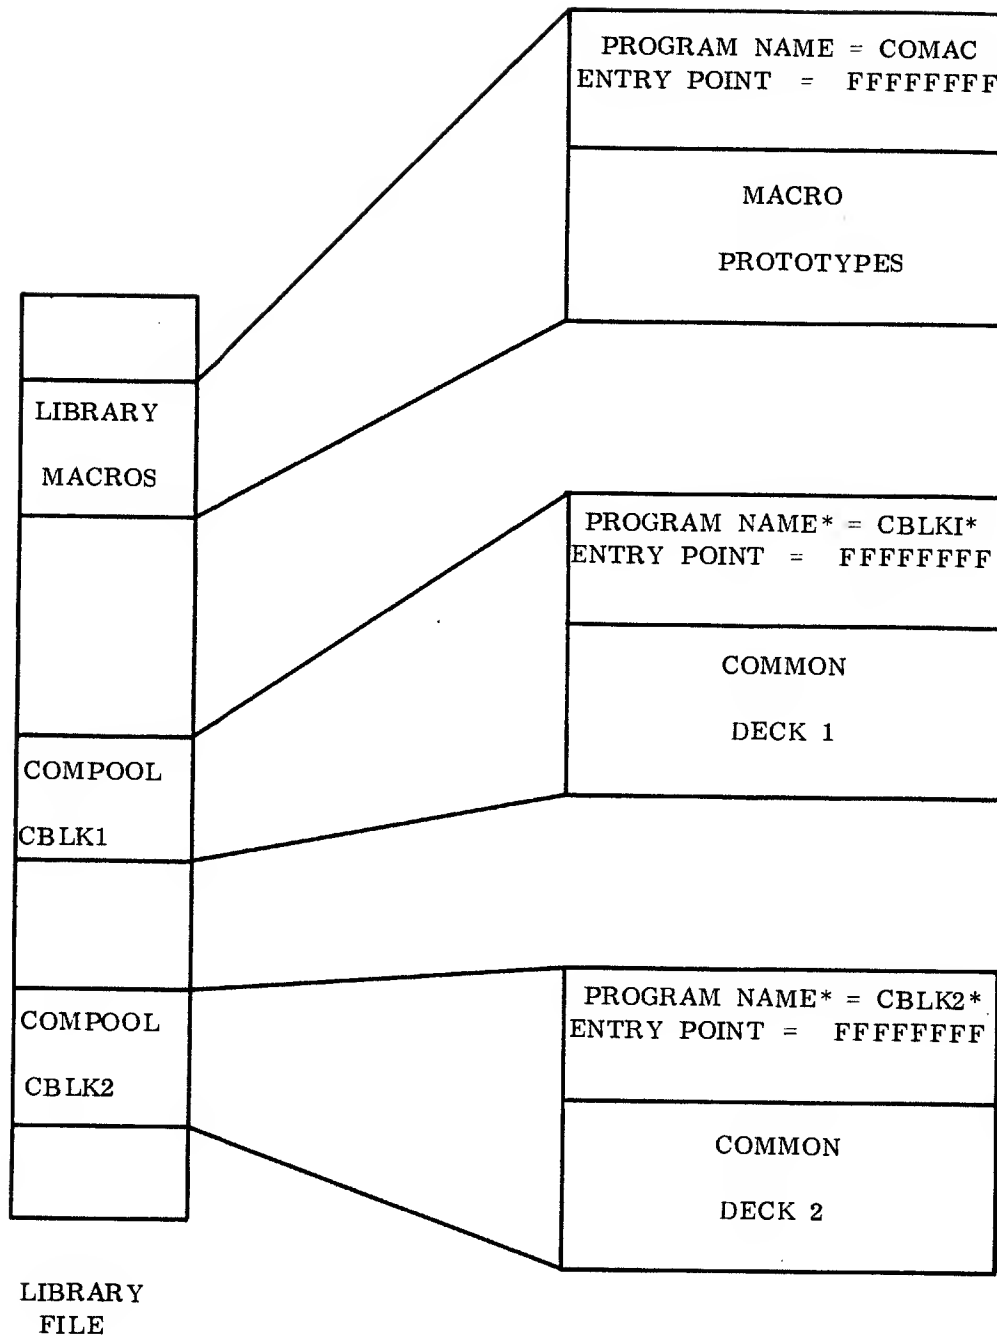 PROGRAM NAME = COMAC
ENTRY POINT = FFFFFFFF
MACRO
PROTOTYPES
LIBRARY
MACROS
PROGRAM NAME* = CBLKI*
ENTRY POINT = FFFFFFFF
COMMON
DECK 1
COMPOOL
CBLK1
PROGRAM NAME* = CBLK2*
ENTRY POINT = FFFFFFFF
COMMON
DECK 2
COMPOOL
CBLK2
LIBRARY
FILE